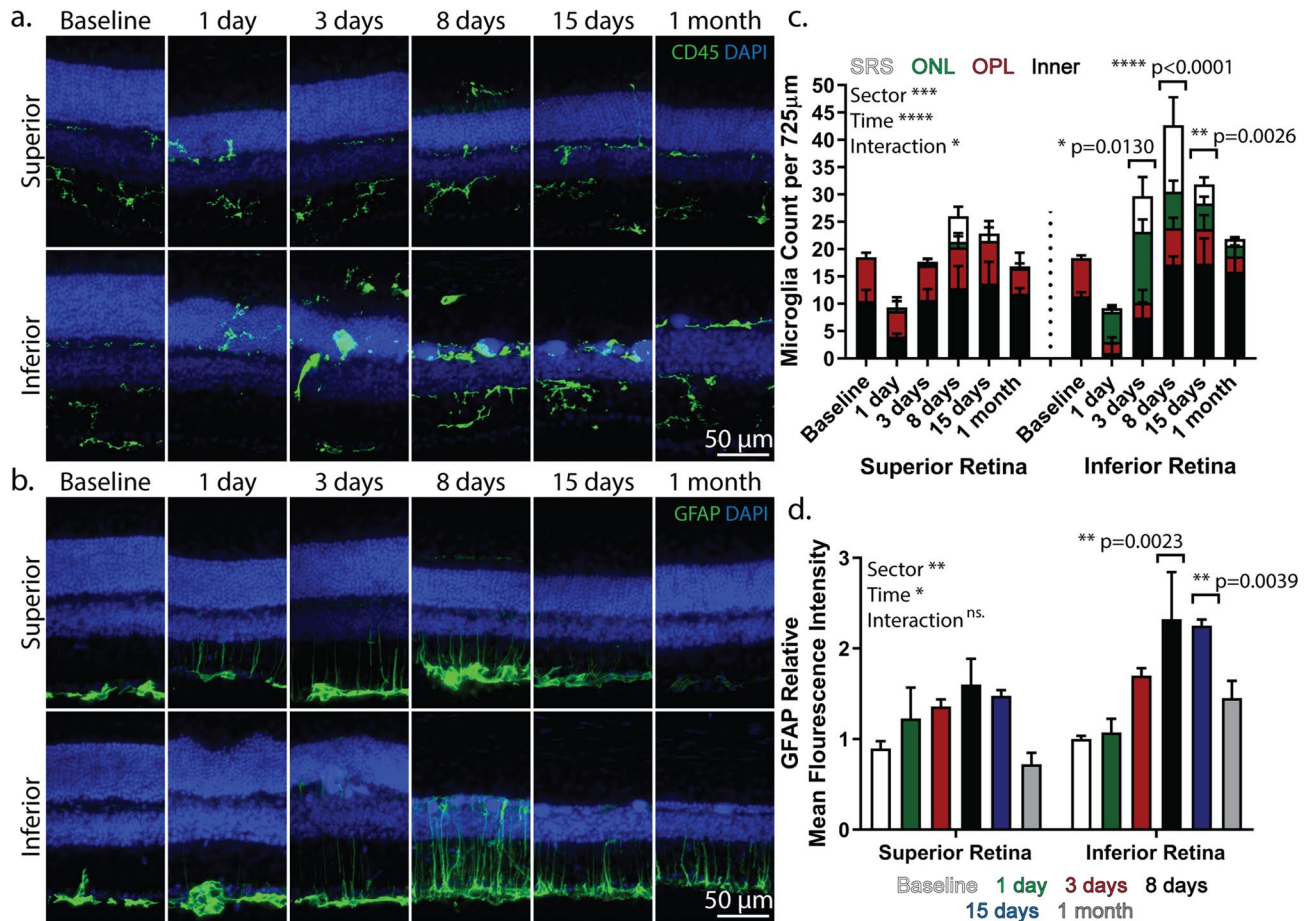 a.
Baseline 1 day 3 days 8 days 15 days 1 month
CD45 DAPI
Superior
Inferior
50 µm
b.
Baseline 1 day 3 days 8 days 15 days 1 month
GFAP DAPI
Superior
Inferior
50 µm
c.
SRS ONL OPL Inner
**** p<0.0001
Sector ***
Time ****
Interaction *
* p=0.0130
** p=0.0026
Microglia Count per 725µm
50
45
40
35
30
25
20
15
10
5
0
Baseline 1 day 3 days 8 days 15 days 1 month
Baseline 1 day 3 days 8 days 15 days 1 month
Superior Retina Inferior Retina
d.
** p=0.0023
** p=0.0039
Sector **
Time *
Interaction ns.
GFAP Relative
Mean Flourescence Intensity
3
2
1
0
Superior Retina Inferior Retina
Baseline 1 day 3 days 8 days
15 days 1 month